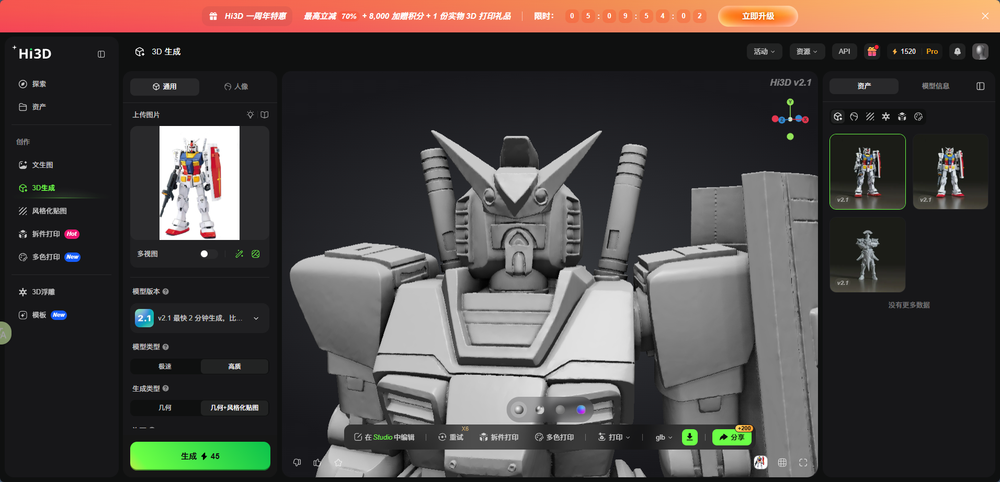 Hi3D 一周年特惠
最高立减 70% + 8,000 加赠积分 + 1 份实物 3D 打印礼品
限时：
0 5 : 0 9 : 5 4 : 0 2
立即升级
Hi3D
3D 生成
活动
资源
API
1520 Pro
探索
资产
创作
文生图
3D生成
风格化贴图
拆件打印 Hot
多色打印 New
3D浮雕
模板 New
通用
人像
上传图片
多视图
模型版本
2.1 v2.1 最快 2 分钟生成，比...
模型类型
极速
高质
生成类型
几何
几何+风格化贴图
生成 45
Hi3D v2.1
Y
Z
X
在 Studio 中编辑
重试
X6
拆件打印
多色打印
打印
glb
分享
+200
资产
模型信息
v2.1
v2.1
v2.1
没有更多数据